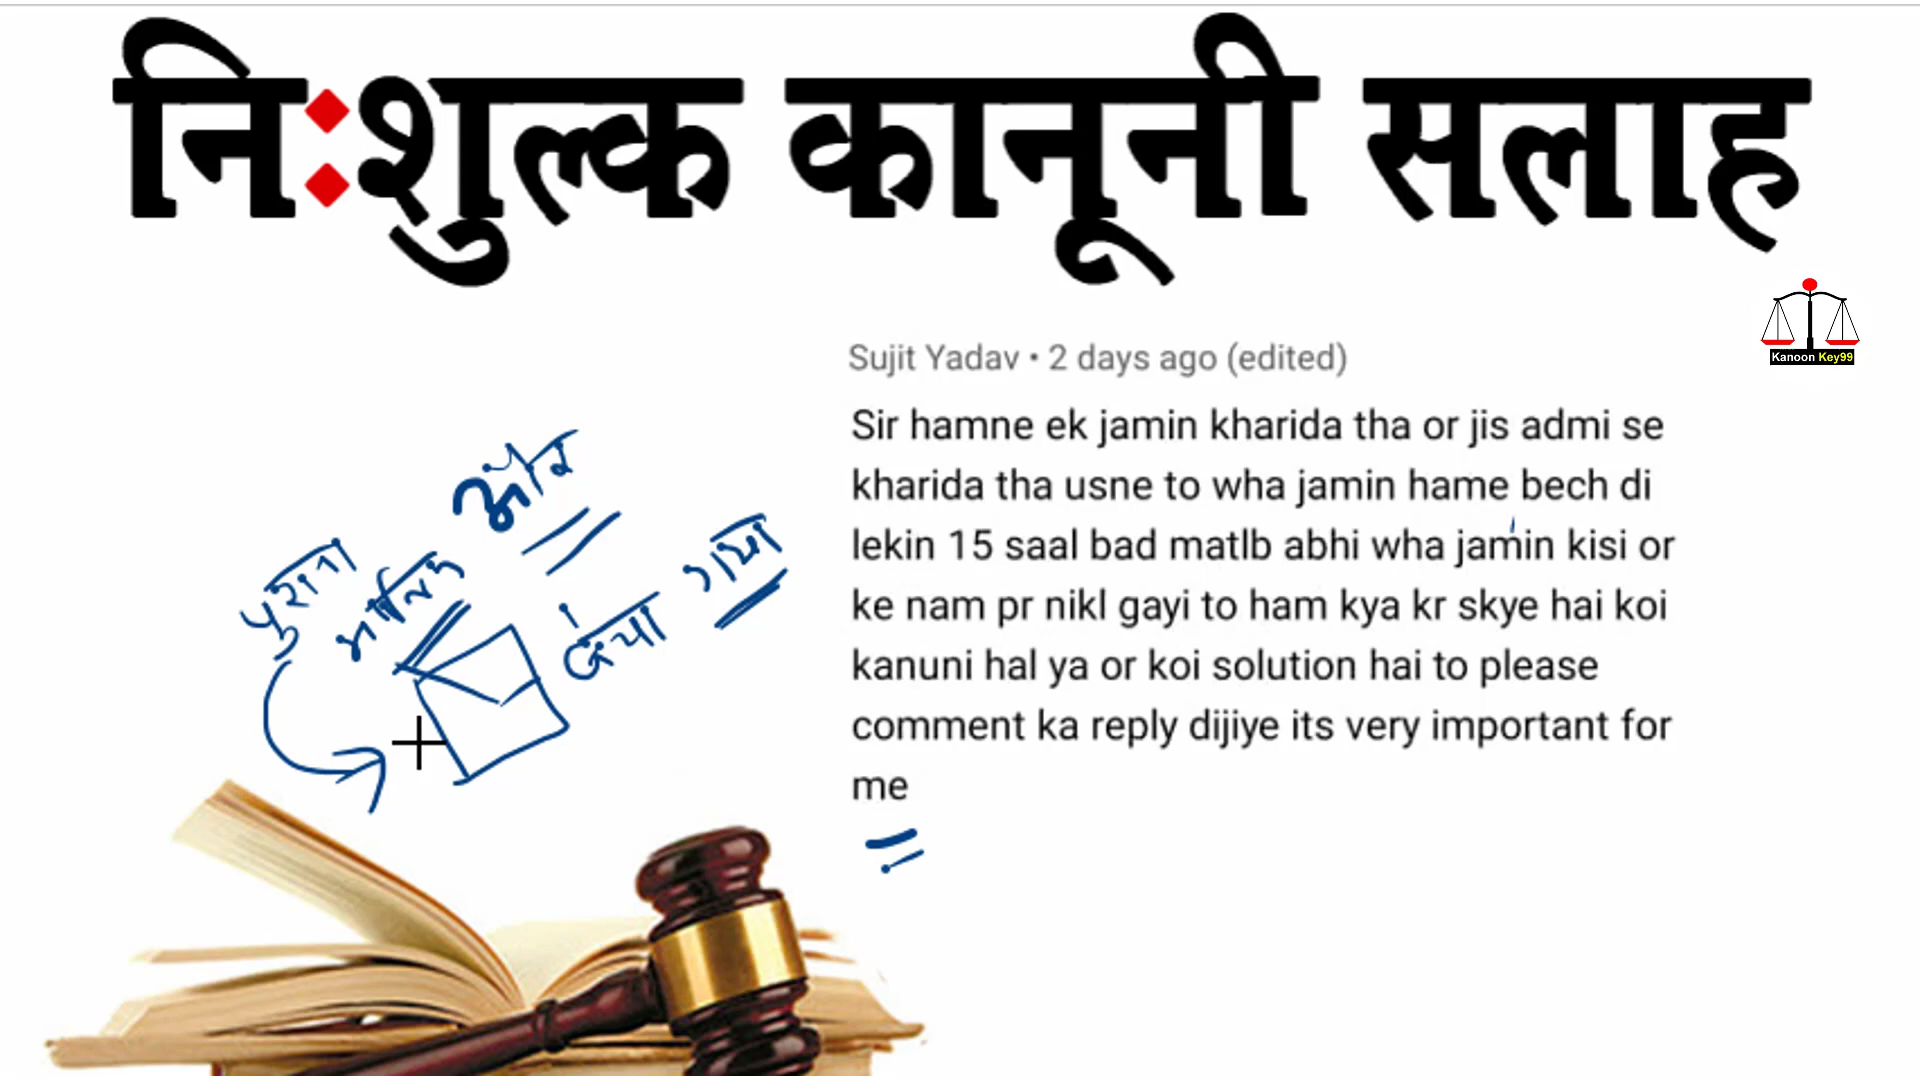 नि:शुल्क कानूनी सलाह
Kanoon Key99
Sujit Yadav • 2 days ago (edited)
Sir hamne ek jamin kharida tha or jis admi se
kharida tha usne to wha jamin hame bech di
lekin 15 saal bad matlb abhi wha jamin kisi or
ke nam pr nikl gayi to ham kya kr skye hai koi
kanuni hal ya or koi solution hai to please
comment ka reply dijiye its very important for
me
और
पुराना
गया